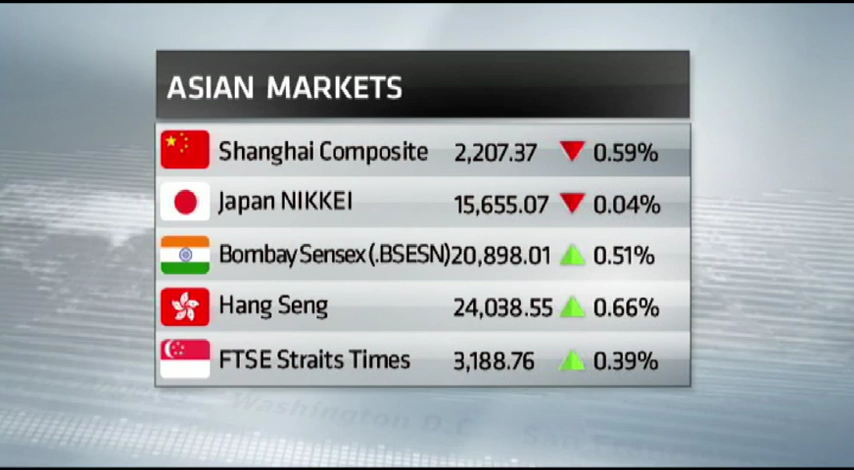 ASIAN MARKETS
Shanghai Composite 2,207.37 ▼ 0.59%
Japan NIKKEI 15,655.07 ▼ 0.04%
Bombay Sensex (.BSESN) 20,898.01 ▲ 0.51%
Hang Seng 24,038.55 ▲ 0.66%
FTSE Straits Times 3,188.76 ▲ 0.39%
Washington D.C.